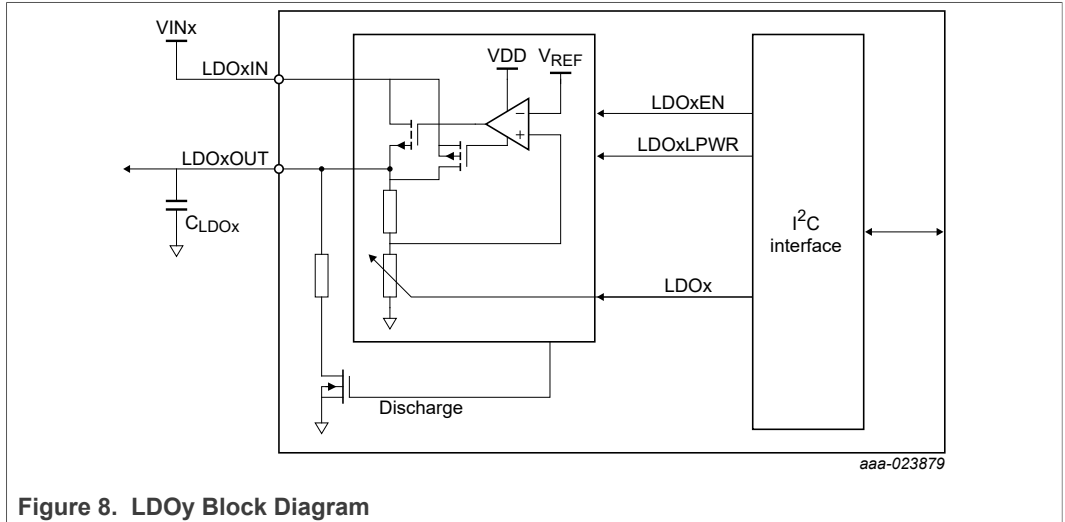 VINx
LDOxIN
VDD
VREF
−
+
LDOxEN
LDOxLPWR
LDOxOUT
CLDOx
I2C
interface
LDOx
Discharge
aaa-023879
Figure 8. LDOy Block Diagram